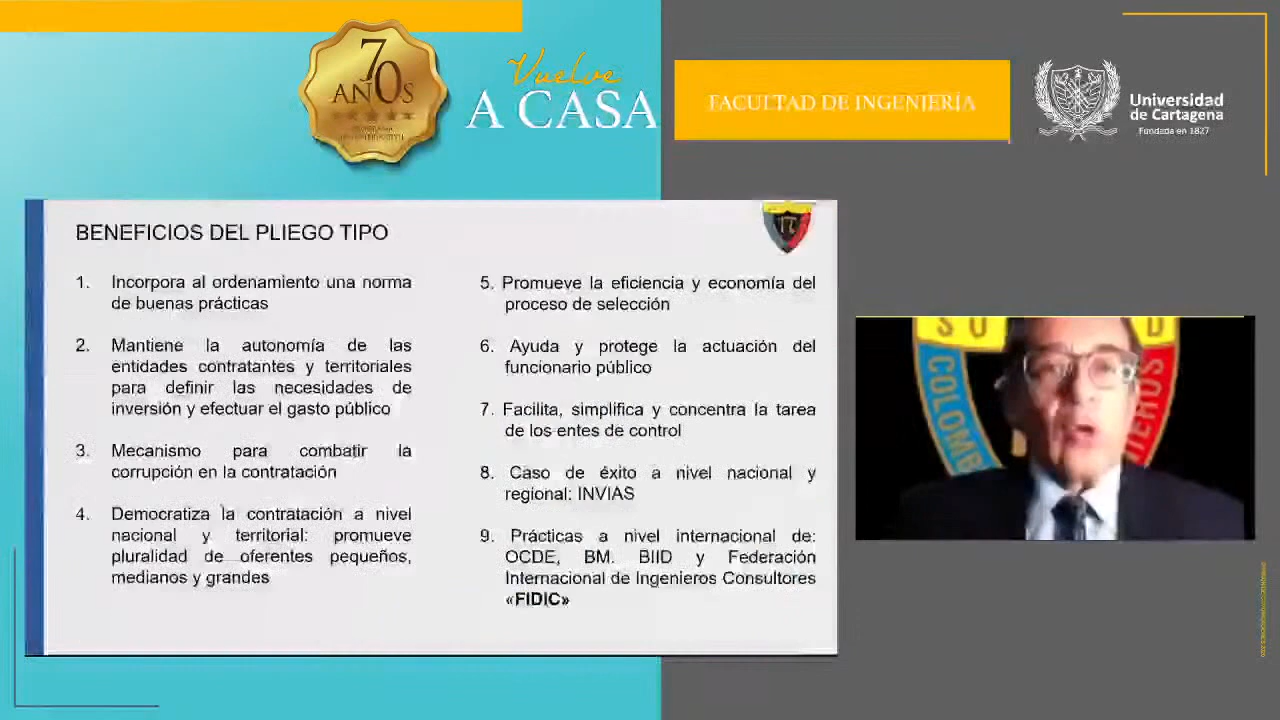 70
AÑOS
Vuelve
A CASA
FACULTAD DE INGENIERÍA
Universidad
de Cartagena
Fundada en 1827
BENEFICIOS DEL PLIEGO TIPO
1. Incorpora al ordenamiento una norma
de buenas prácticas
2. Mantiene la autonomía de las
entidades contratantes y territoriales
para definir las necesidades de
inversión y efectuar el gasto público
3. Mecanismo para combatir la
corrupción en la contratación
4. Democratiza la contratación a nivel
nacional y territorial: promueve
pluralidad de oferentes pequeños,
medianos y grandes
5. Promueve la eficiencia y economía del
proceso de selección
6. Ayuda y protege la actuación del
funcionario público
7. Facilita, simplifica y concentra la tarea
de los entes de control
8. Caso de éxito a nivel nacional y
regional: INVIAS
9. Prácticas a nivel internacional de:
OCDE, BM. BIID y Federación
Internacional de Ingenieros Consultores
«FIDIC»
SO D
COLOMB
NIEROS